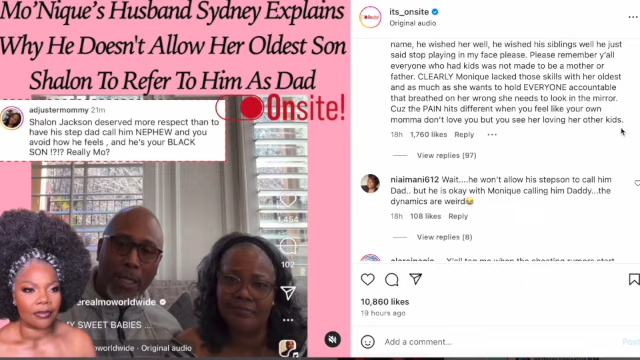 Mo'Nique's Husband Sydney Explains
Why He Doesn't Allow Her Oldest Son
Shalon To Refer To Him As Dad
Onsite!
adjustermommy 21m
Shalon Jackson deserved more respect than to
have his step dad call him NEPHEW and you
avoid how he feels , and he's your BLACK
SON !?!? Really Mo?
1,454
102
therealmoworldwide
MY SWEET BABIES ...
moworldwide · Original audio
its_onsite
Original audio
name, he wished her well, he wished his siblings well he just
said stop playing in my face please. Please remember y'all
everyone who had kids was not made to be a mother or
father. CLEARLY Monique lacked those skills with her oldest
and as much as she wants to hold EVERYONE accountable
that breathed on her wrong she needs to look in the mirror.
Cuz the PAIN hits different when you feel like your own
momma don't love you but you see her loving her other kids.
18h 1,760 likes Reply ...
View replies (97)
niaimani612 Wait....he won't allow his stepson to call him
Dad.. but he is okay with Monique calling him Daddy...the
dynamics are weird😂
18h 108 likes Reply
View replies (8)
10,860 likes
19 hours ago
Add a comment...
Post